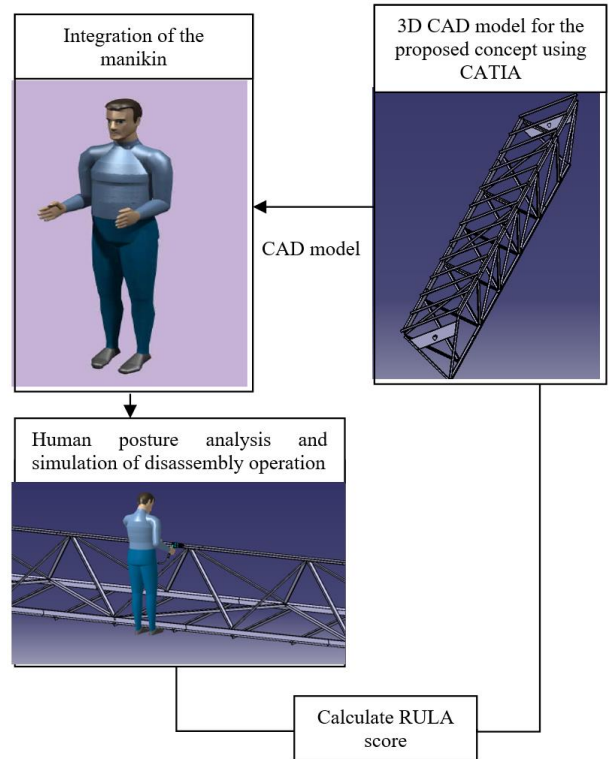 Integration of the
manikin
3D CAD model for the
proposed concept using
CATIA
CAD model
Human posture analysis and
simulation of disassembly operation
Calculate RULA
score